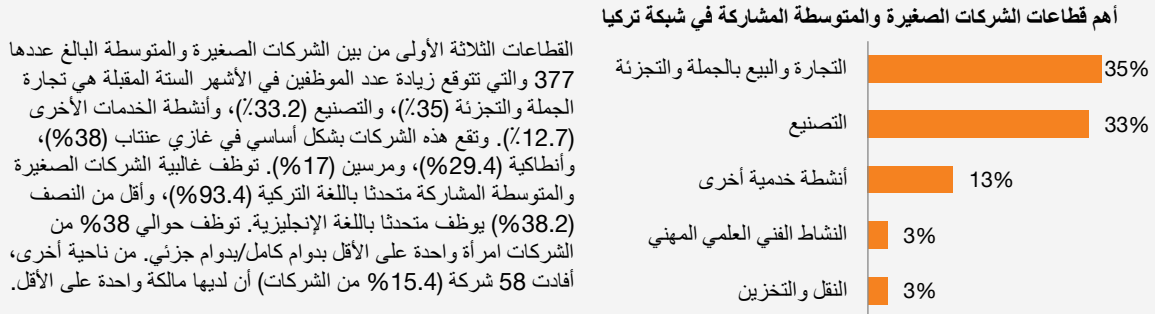 أهم قطاعات الشركات الصغيرة والمتوسطة المشاركة في شبكة تركيا
التجارة والبيع بالجملة والتجزئة 35%
التصنيع 33%
أنشطة خدمية أخرى 13%
النشاط الفني العلمي المهني 3%
النقل والتخزين 3%
القطاعات الثلاثة الأولى من بين الشركات الصغيرة والمتوسطة البالغ عددها
377 والتي تتوقع زيادة عدد الموظفين في الأشهر الستة المقبلة هي تجارة
الجملة والتجزئة (35٪)، والتصنيع (33.2٪)، وأنشطة الخدمات الأخرى
(12.7٪). وتقع هذه الشركات بشكل أساسي في غازي عنتاب (38%)،
وأنطاكية (29.4%)، ومرسين (17%). توظف غالبية الشركات الصغيرة
والمتوسطة المشاركة متحدثا باللغة التركية (93.4%)، وأقل من النصف
(38.2%) يوظف متحدثا باللغة الإنجليزية. توظف حوالي 38% من
الشركات امرأة واحدة على الأقل بدوام كامل/بدوام جزئي. من ناحية أخرى،
أفادت 58 شركة (15.4% من الشركات) أن لديها مالكة واحدة على الأقل.